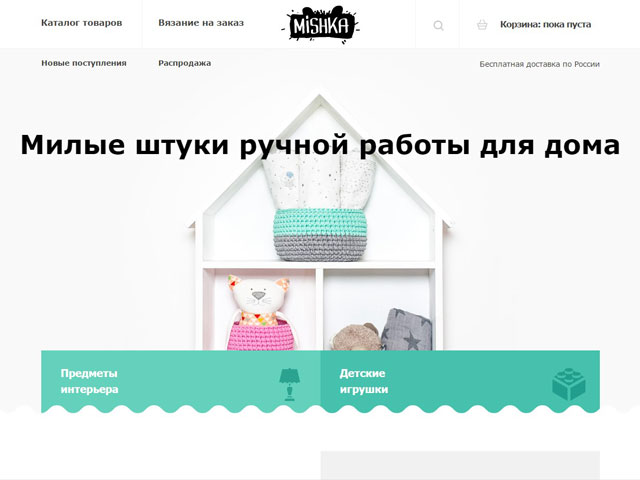 Каталог товаров
Вязание на заказ
MiSHKA
Корзина: пока пуста
Новые поступления
Распродажа
Бесплатная доставка по России
Милые штуки ручной работы для дома
Предметы
интерьера
Детские
игрушки